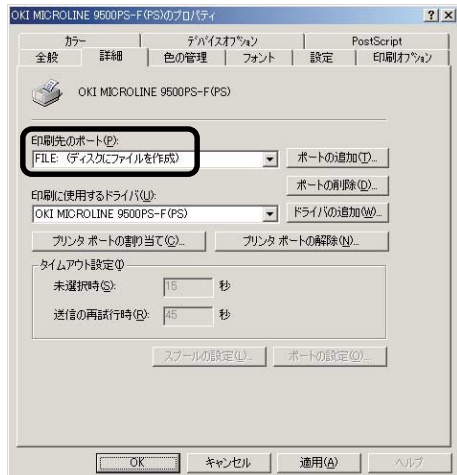 OKI MICROLINE 9500PS-F(PS)のプロパティ
カラー デバイスオプション PostScript
全般 詳細 色の管理 フォント 設定 印刷オプション
OKI MICROLINE 9500PS-F(PS)
印刷先のポート(P):
FILE: (ディスクにファイルを作成)
ポートの追加(T)...
ポートの削除(D)...
印刷に使用するドライバ(U):
OKI MICROLINE 9500PS-F(PS)
ドライバの追加(W)...
プリンタ ポートの割り当て(C)...
プリンタ ポートの解除(N)...
タイムアウト設定(I)
未選択時(S): 15 秒
送信の再試行時(R): 45 秒
スプールの設定(L)...
ポートの設定(O)...
OK キャンセル 適用(A) ヘルプ